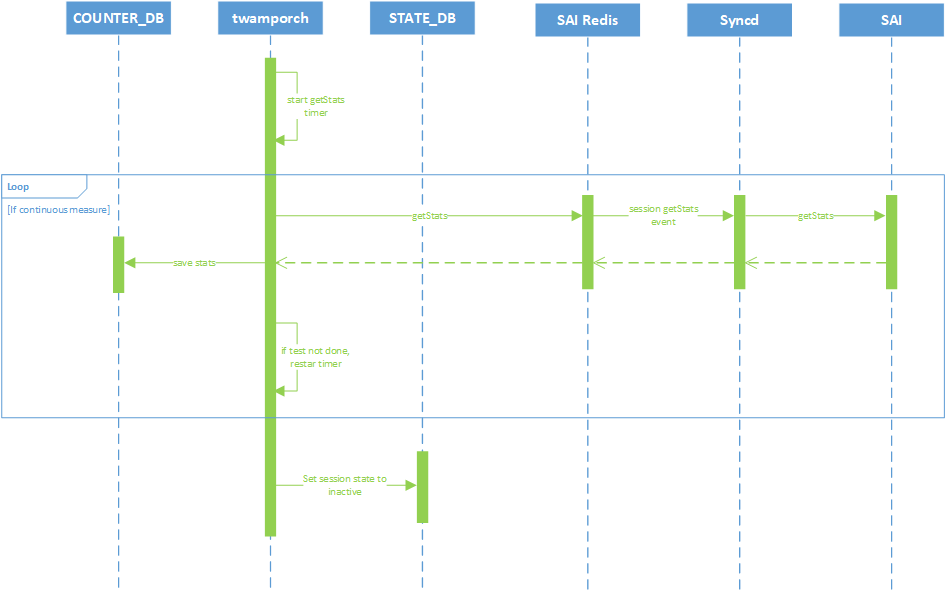 COUNTER_DB
twamporch
STATE_DB
SAI Redis
Syncd
SAI
start getStats
timer
Loop
[If continuous measure]
getStats
session getStats
event
getStats
save stats
if test not done,
restar timer
Set session state to
inactive